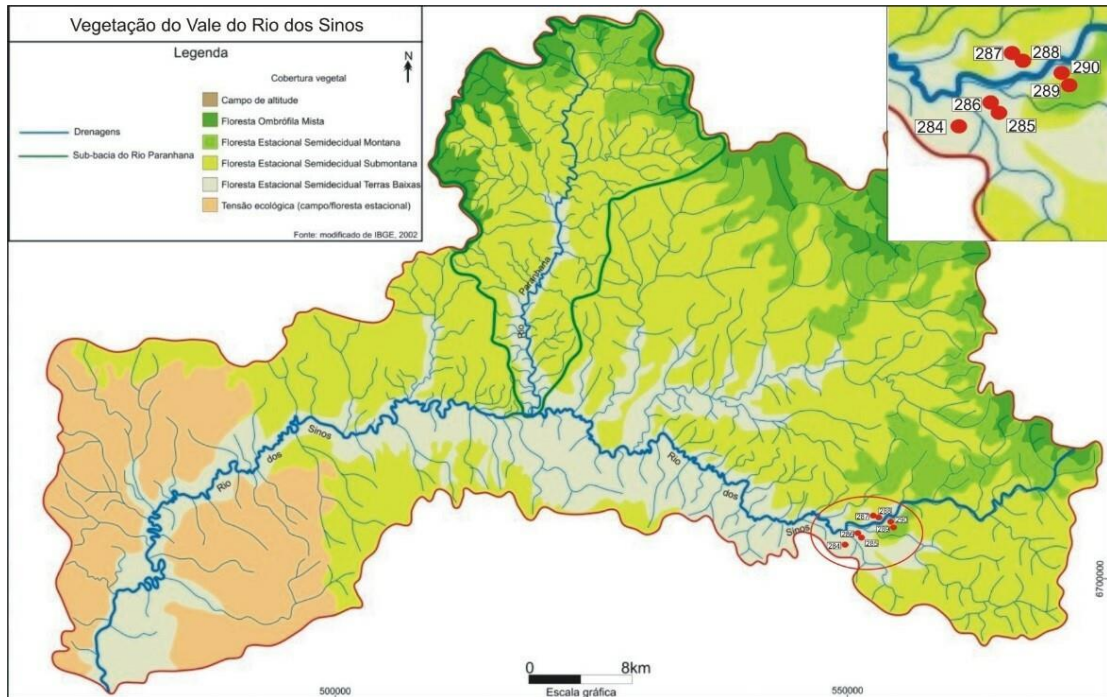 Vegetação do Vale do Rio dos Sinos
Legenda
N
Cobertura vegetal
Campo de altitude
Floresta Ombrófila Mista
Drenagens
Floresta Estacional Semidecidual Montana
Sub-bacia do Rio Paranhana
Floresta Estacional Semidecidual Submontana
Floresta Estacional Semidecidual Terras Baixas
Tensão ecológica (campo/floresta estacional)
Fonte: modificado de IBGE, 2002
287
288
290
289
286
284
285
Rio
Paranhana
Rio
dos
Sinos
Rio
dos
Sinos
6700000
0
8km
Escala gráfica
500000
550000